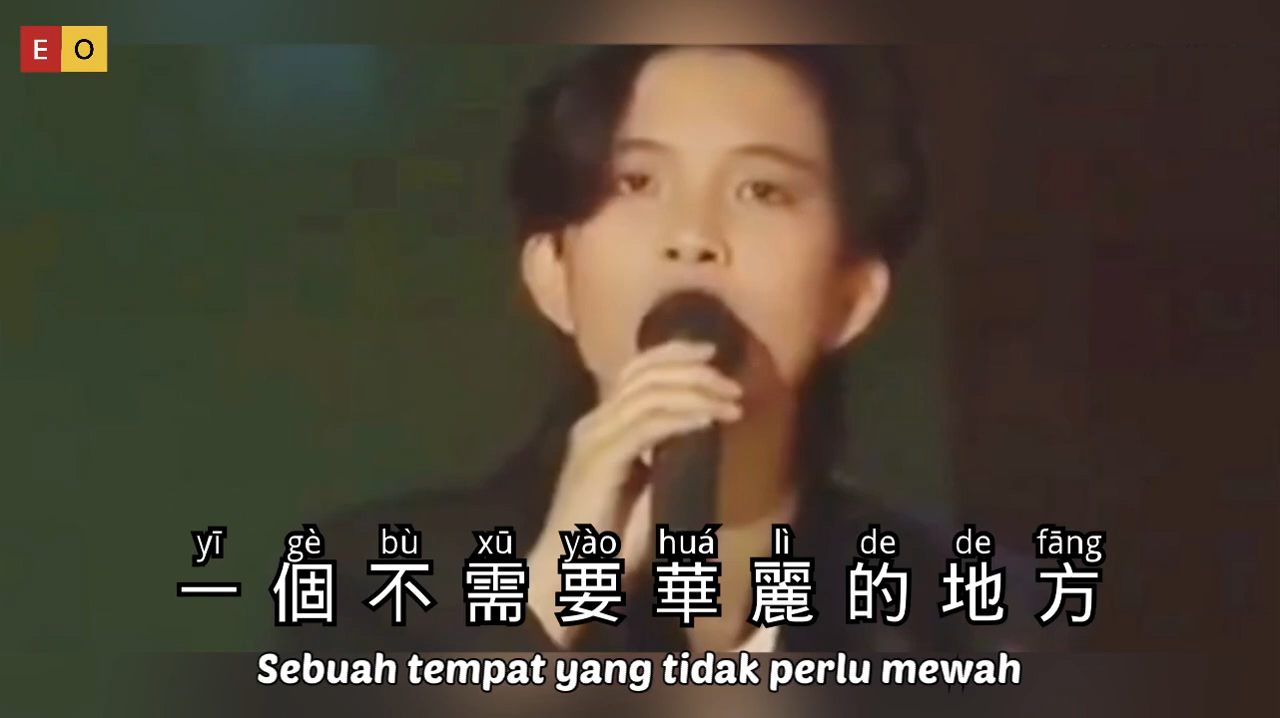 E O
yī gè bù xū yào huá lì de de fāng
一個不需要華麗的地方
Sebuah tempat yang tidak perlu mewah